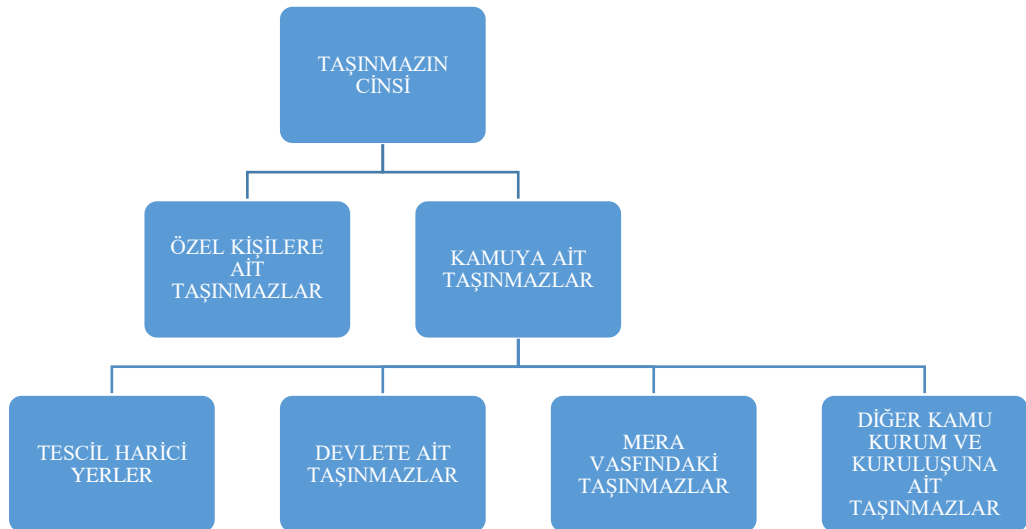 TAŞINMAZIN
CİNSİ
ÖZEL KİŞİLERE
AİT
TAŞINMAZLAR
KAMUYA AİT
TAŞINMAZLAR
TESCİL HARİCİ
YERLER
DEVLETE AİT
TAŞINMAZLAR
MERA
VASFINDAKİ
TAŞINMAZLAR
DİĞER KAMU
KURUM VE
KURULUŞUNA
AİT
TAŞINMAZLAR